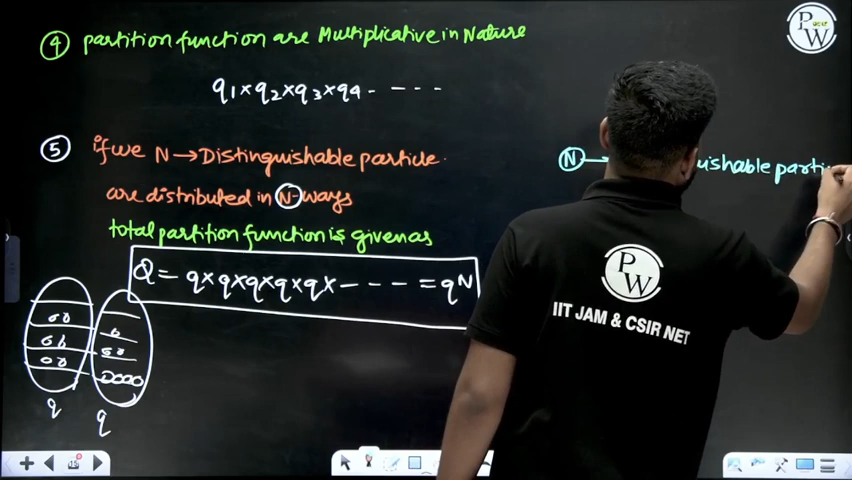 ④ partition function are Multiplicative in Nature
q1 × q2 × q3 × q4 - - - -
⑤ if we N → Distinguishable particle.
are distributed in N - ways
total partition function is given as
Q = q × q × q × q × q × - - - - = qᴺ
q
q
N → uishable parti
PW
PW
IIT JAM & CSIR NET